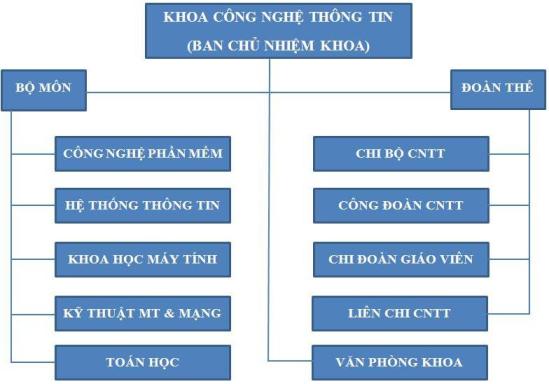 KHOA CÔNG NGHỆ THÔNG TIN
(BAN CHỦ NHIỆM KHOA)
BỘ MÔN
ĐOÀN THỂ
CÔNG NGHỆ PHẦN MỀM
CHI BỘ CNTT
HỆ THỐNG THÔNG TIN
CÔNG ĐOÀN CNTT
KHOA HỌC MÁY TÍNH
CHI ĐOÀN GIÁO VIÊN
KỸ THUẬT MT & MẠNG
LIÊN CHI CNTT
TOÁN HỌC
VĂN PHÒNG KHOA